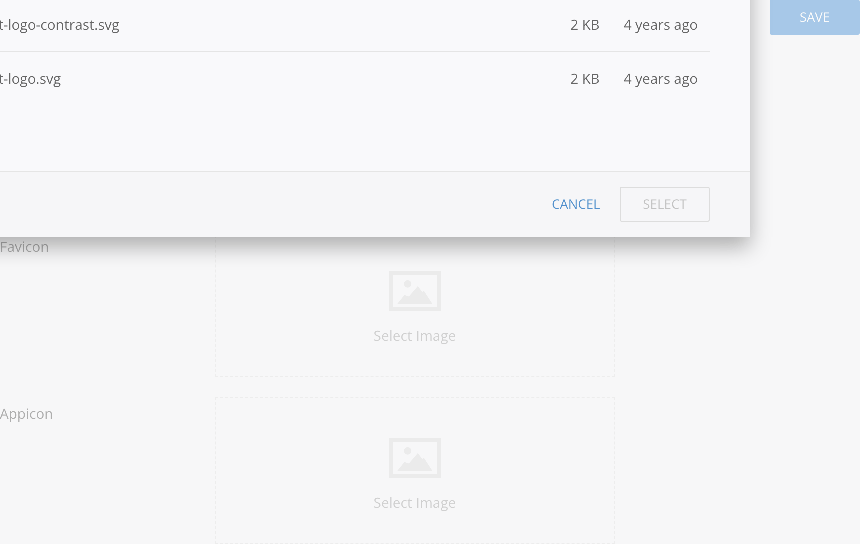 t-logo-contrast.svg 2 KB 4 years ago
SAVE
t-logo.svg 2 KB 4 years ago
CANCEL SELECT
Favicon
Select Image
Appicon
Select Image